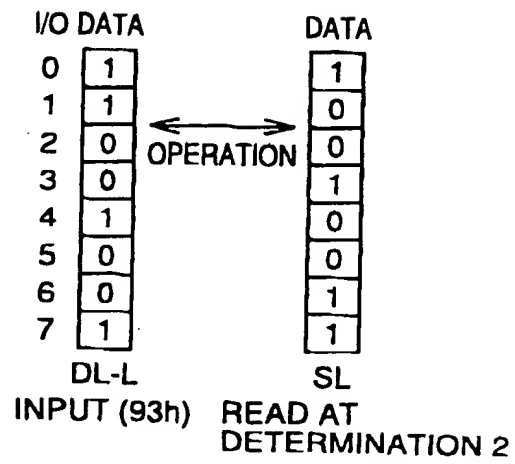 I/O DATA DATA
0 1 1
1 1 0
2 0 0
OPERATION
3 0 1
4 1 0
5 0 0
6 0 1
7 1 1
DL-L SL
INPUT (93h) READ AT
DETERMINATION 2